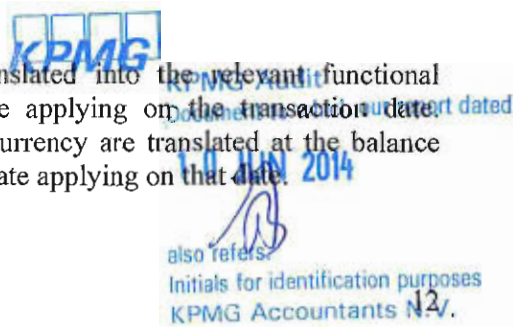 KPMG
nslated into the relevant functional
KPMG Audit
e applying on the transaction date.
Document to which our report dated
urrency are translated at the balance
ate applying on that date.
10 JUN 2014
also refers.
Initials for identification purposes
KPMG Accountants N.V.
12.